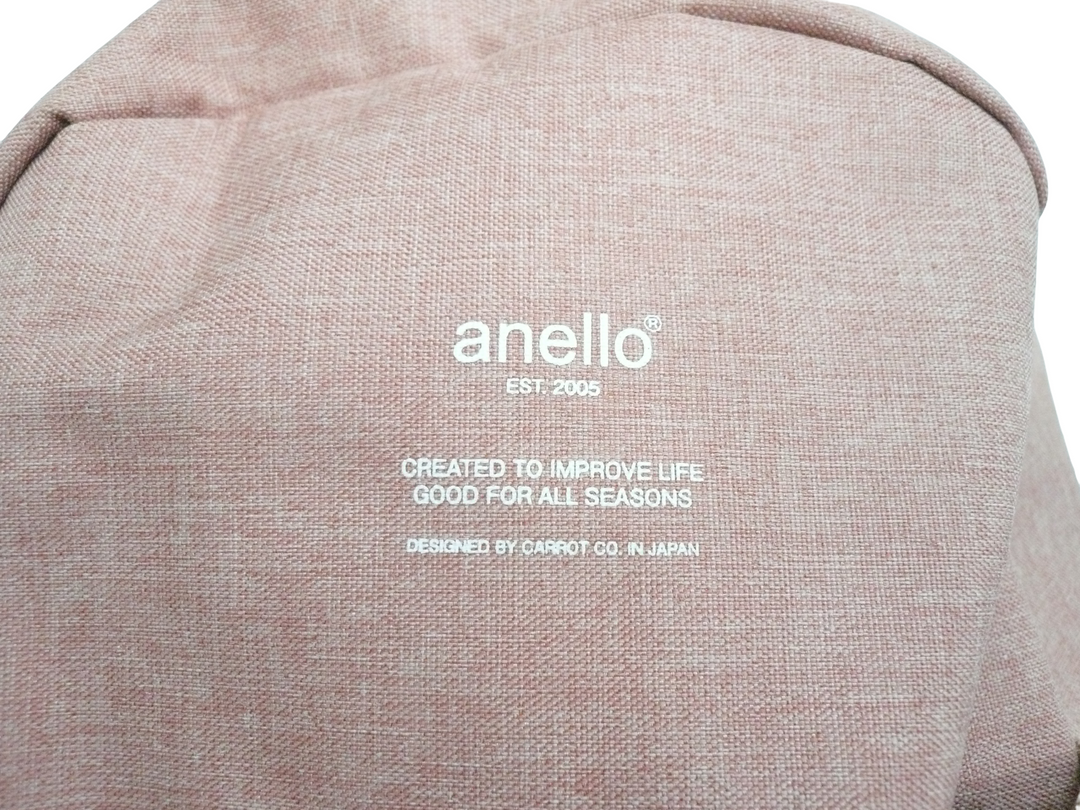 anello®
EST. 2005
CREATED TO IMPROVE LIFE
GOOD FOR ALL SEASONS
DESIGNED BY CARROT CO. IN JAPAN